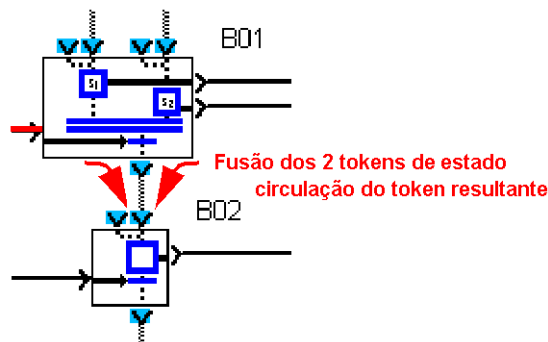 B01
S1
S2
Fusão dos 2 tokens de estado
circulação do token resultante
B02